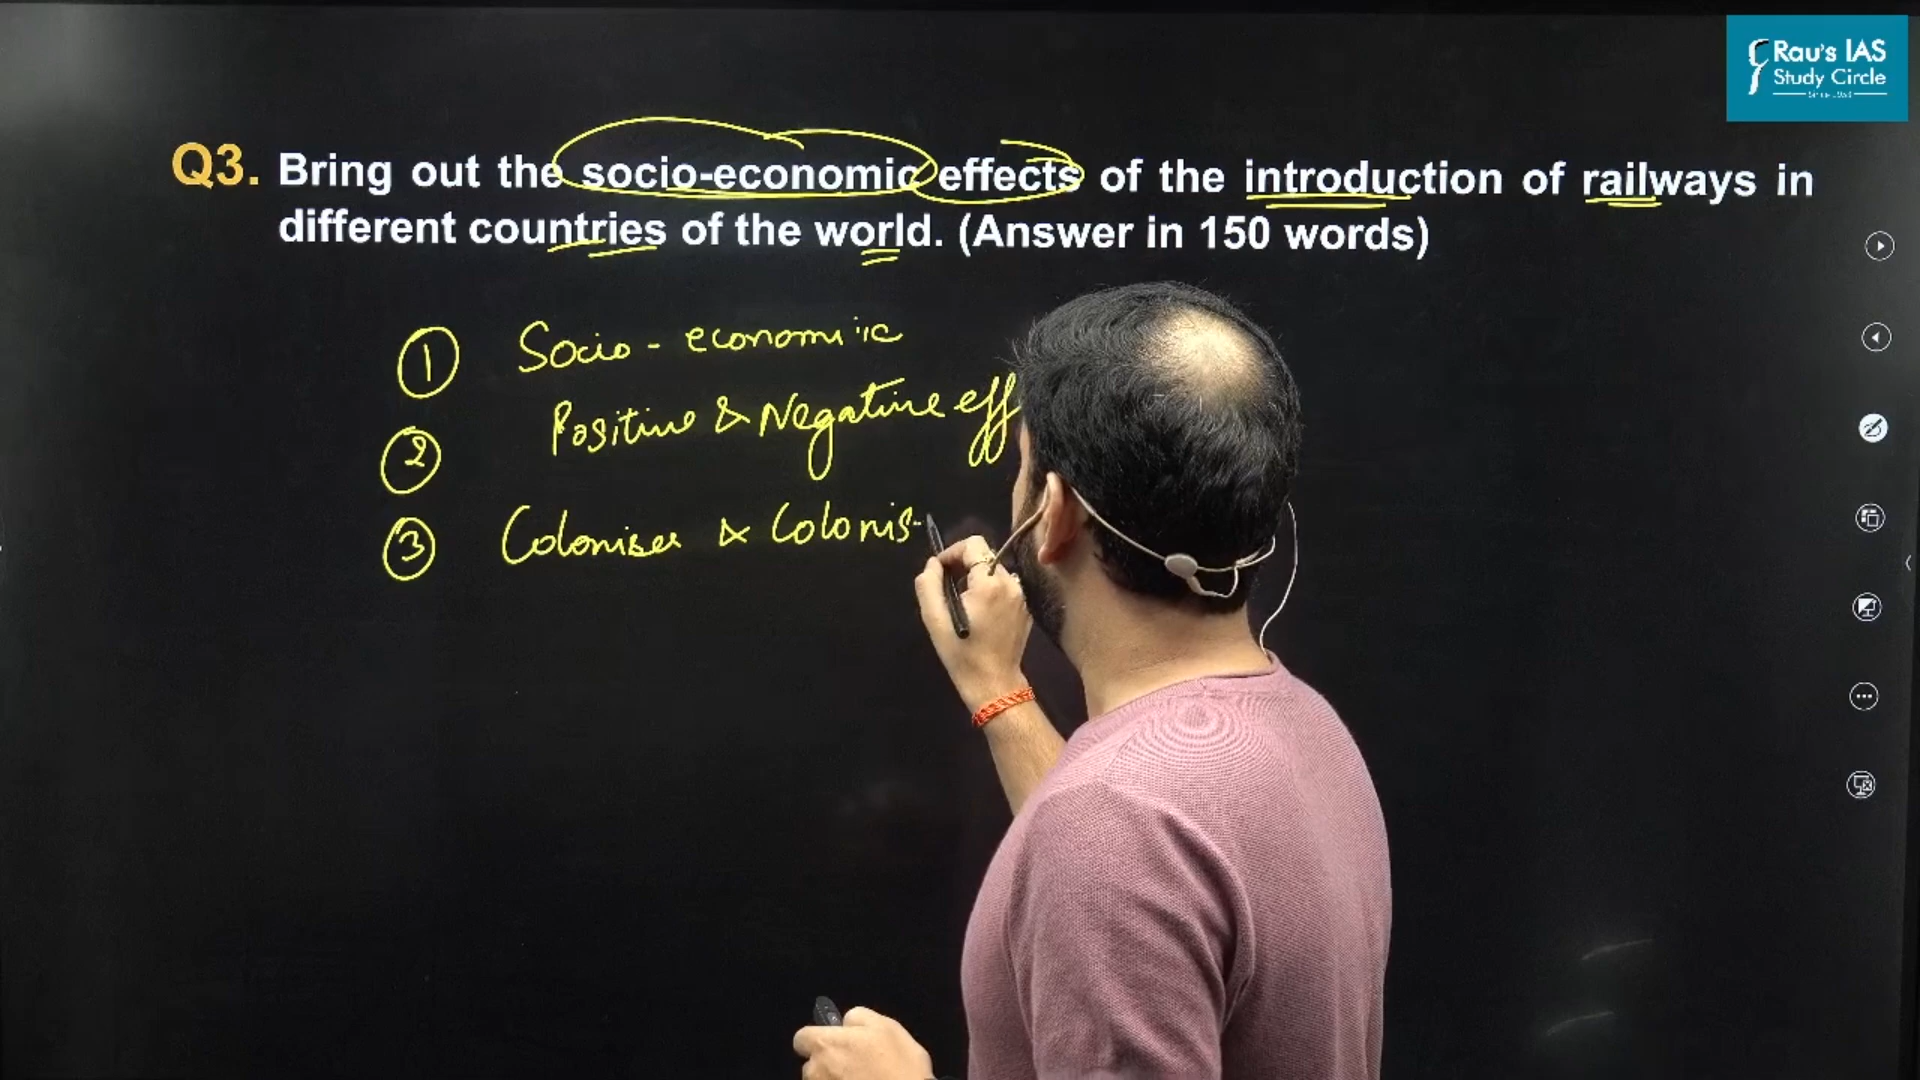 Rau's IAS
Study Circle
Q3. Bring out the socio-economic effects of the introduction of railways in
different countries of the world. (Answer in 150 words)
1 Socio-economic
2 Positive & Negative eff
3 Coloniser & Colonis